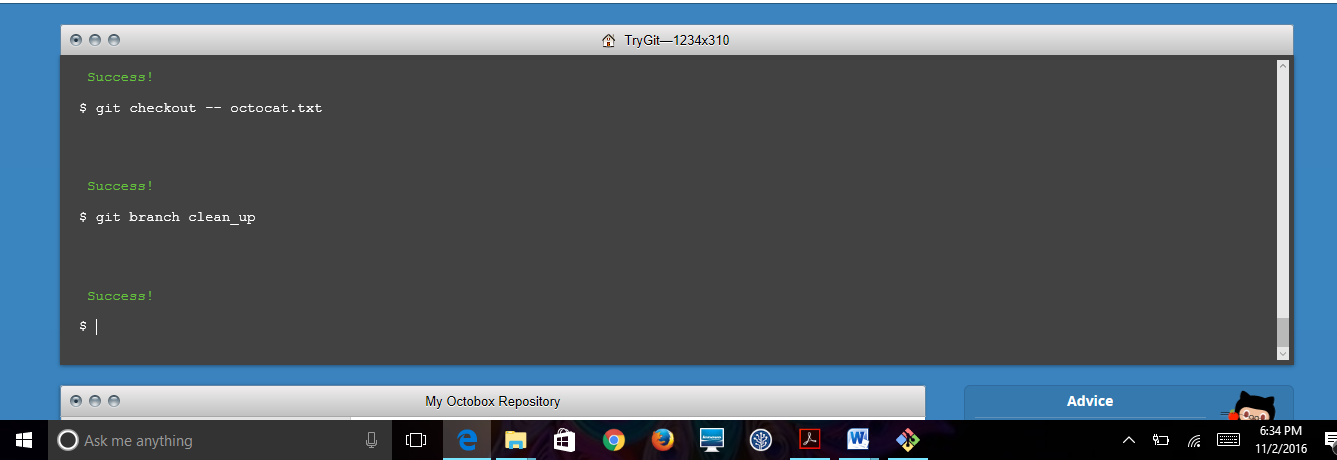 TryGit—1234x310
Success!
$ git checkout -- octocat.txt
Success!
$ git branch clean_up
Success!
$
My Octobox Repository
Advice
Ask me anything
6:34 PM
11/2/2016